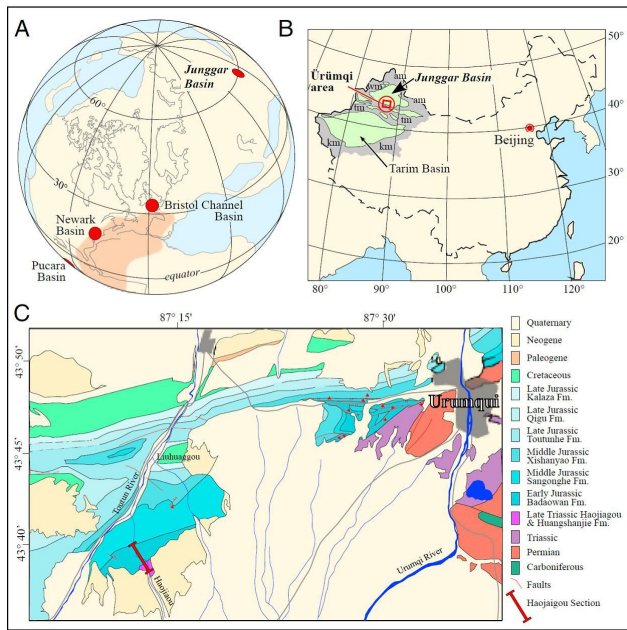 A
Junggar
Basin
60°
30°
Bristol Channel
Basin
Newark
Basin
Pucara
Basin
equator
B
50°
40°
30°
20°
Ürümqi
area
Junggar Basin
wm
am
am
tm
tm
km
km
Tarim Basin
Beijing
80°
90°
100°
110°
120°
C
87° 15'
87° 30'
43° 50'
43° 45'
43° 40'
Urumqui
Liuhuaggou
Toutun River
Haojiaou
Urumqi River
Quaternary
Neogene
Paleogene
Cretaceous
Late Jurassic
Kalaza Fm.
Late Jurassic
Qigu Fm.
Late Jurassic
Toutunhe Fm.
Middle Jurassic
Xishanyao Fm.
Middle Jurassic
Sangonghe Fm.
Early Jurassic
Badaowan Fm.
Late Triassic Haojiagou
& Huangshanjie Fm.
Triassic
Permian
Carboniferous
Faults
Haojaigou Section